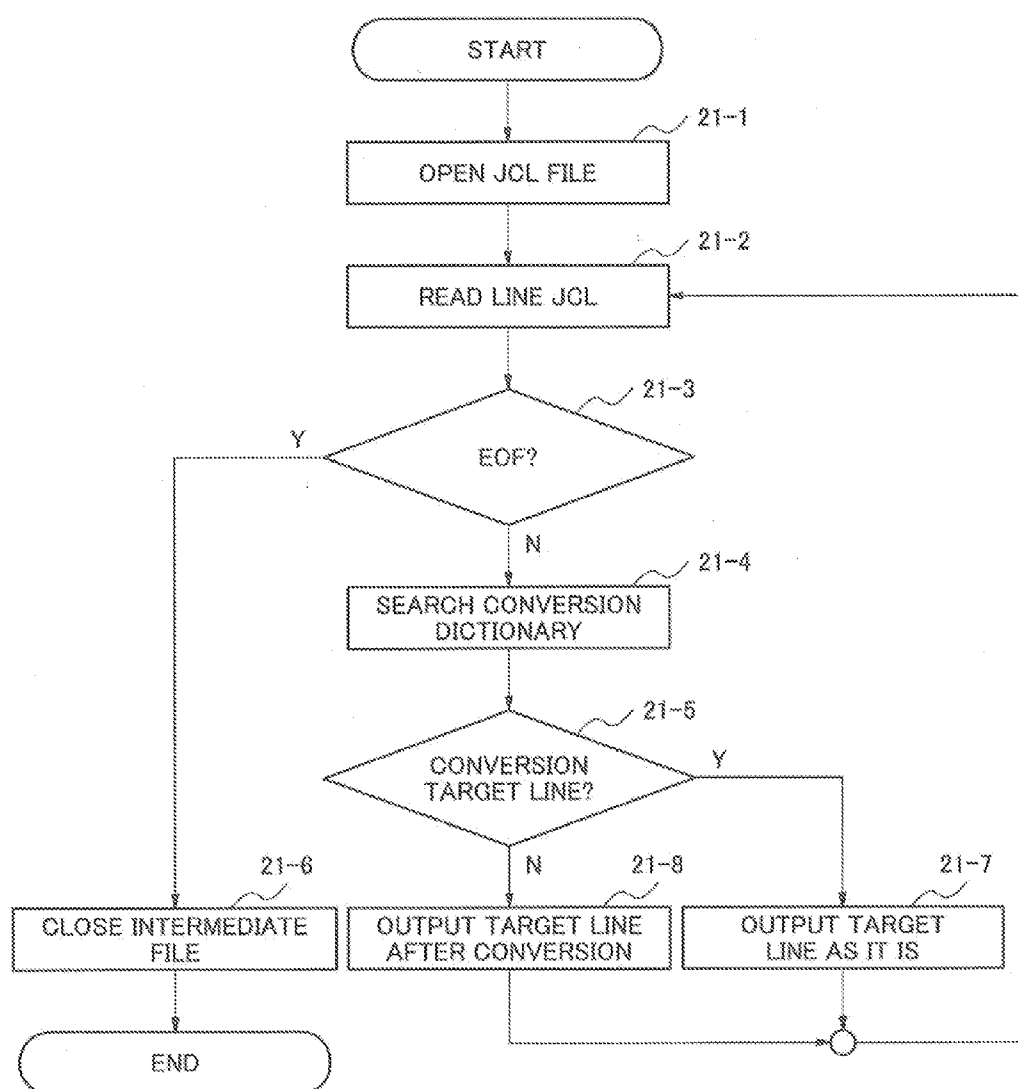 START
21-1
OPEN JCL FILE
21-2
READ LINE JCL
21-3
Y
EOF?
N
21-4
SEARCH CONVERSION
DICTIONARY
21-5
Y
CONVERSION
TARGET LINE?
N
21-6
CLOSE INTERMEDIATE
FILE
21-8
OUTPUT TARGET LINE
AFTER CONVERSION
21-7
OUTPUT TARGET
LINE AS IT IS
END